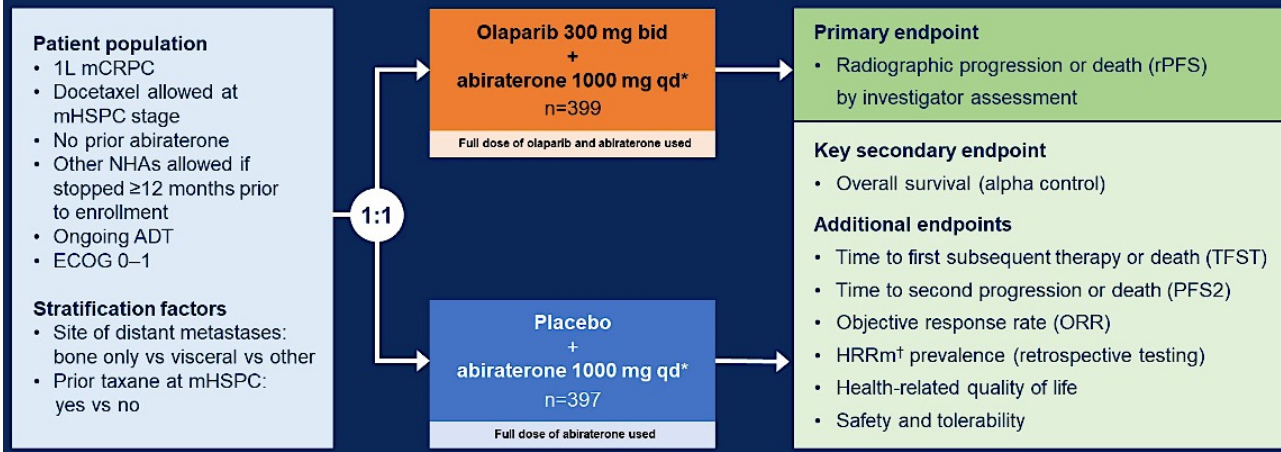 Patient population
• 1L mCRPC
• Docetaxel allowed at
mHSPC stage
• No prior abiraterone
• Other NHAs allowed if
stopped ≥12 months prior
to enrollment
• Ongoing ADT
• ECOG 0–1
Stratification factors
• Site of distant metastases:
bone only vs visceral vs other
• Prior taxane at mHSPC:
yes vs no
1:1
Olaparib 300 mg bid
+
abiraterone 1000 mg qd*
n=399
Full dose of olaparib and abiraterone used
Placebo
+
abiraterone 1000 mg qd*
n=397
Full dose of abiraterone used
Primary endpoint
• Radiographic progression or death (rPFS)
by investigator assessment
Key secondary endpoint
• Overall survival (alpha control)
Additional endpoints
• Time to first subsequent therapy or death (TFST)
• Time to second progression or death (PFS2)
• Objective response rate (ORR)
• HRRm† prevalence (retrospective testing)
• Health-related quality of life
• Safety and tolerability